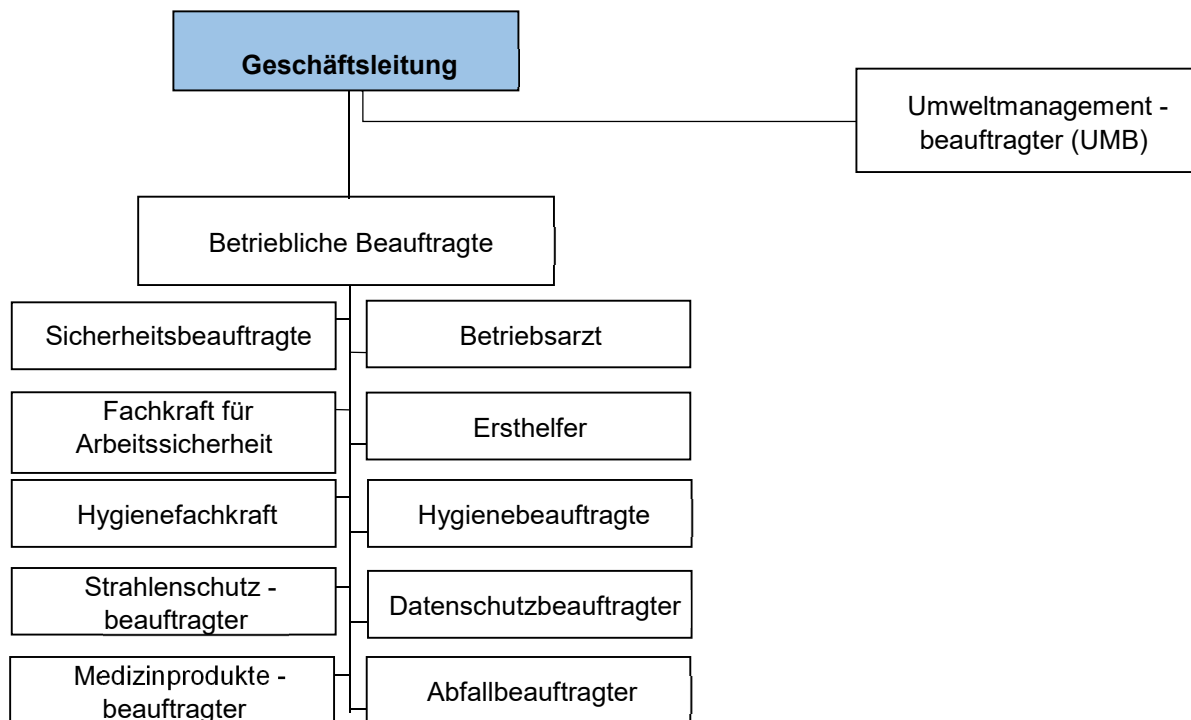 Geschäftsleitung
Umweltmanagement -
beauftragter (UMB)
Betriebliche Beauftragte
Sicherheitsbeauftragte
Betriebsarzt
Fachkraft für
Arbeitssicherheit
Ersthelfer
Hygienefachkraft
Hygienebeauftragte
Strahlenschutz -
beauftragter
Datenschutzbeauftragter
Medizinprodukte -
beauftragter
Abfallbeauftragter